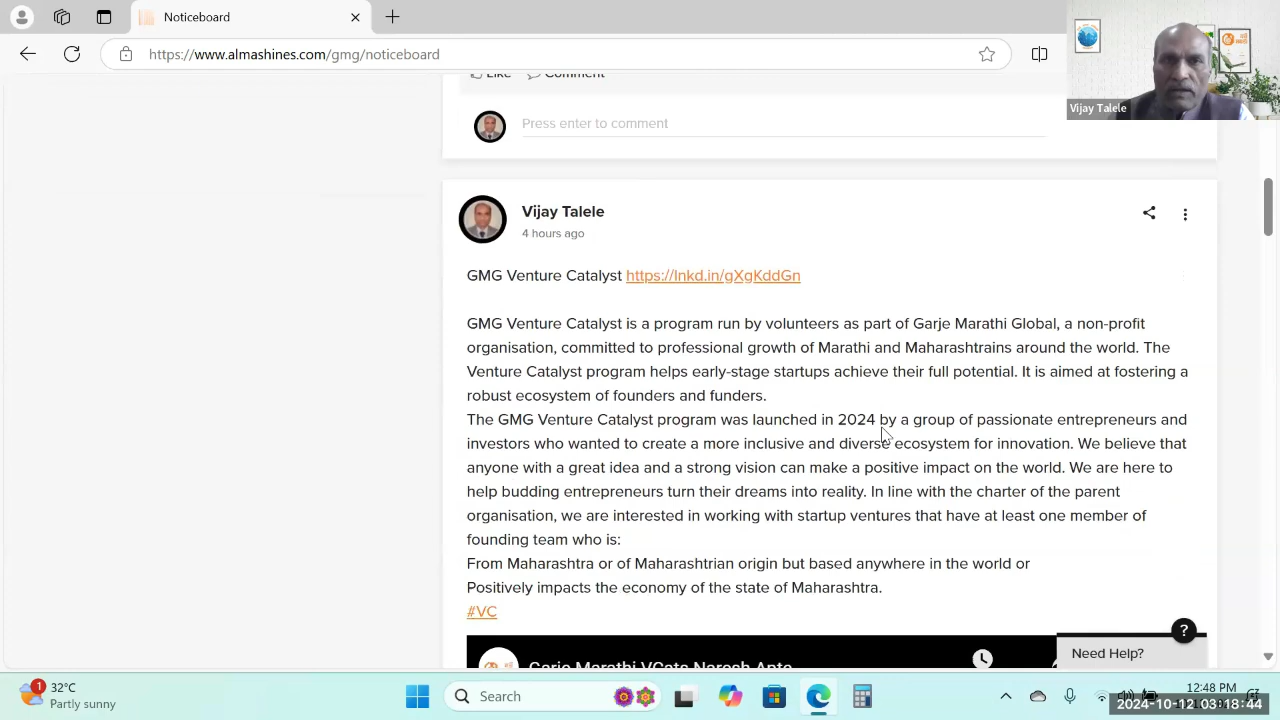 Noticeboard
https://www.almashines.com/gmg/noticeboard
Vijay Talele
Like Comment
Press enter to comment
Vijay Talele
4 hours ago
GMG Venture Catalyst https://lnkd.in/gXgKddGn
GMG Venture Catalyst is a program run by volunteers as part of Garje Marathi Global, a non-profit
organisation, committed to professional growth of Marathi and Maharashtrains around the world. The
Venture Catalyst program helps early-stage startups achieve their full potential. It is aimed at fostering a
robust ecosystem of founders and funders.
The GMG Venture Catalyst program was launched in 2024 by a group of passionate entrepreneurs and
investors who wanted to create a more inclusive and diverse ecosystem for innovation. We believe that
anyone with a great idea and a strong vision can make a positive impact on the world. We are here to
help budding entrepreneurs turn their dreams into reality. In line with the charter of the parent
organisation, we are interested in working with startup ventures that have at least one member of
founding team who is:
From Maharashtra or of Maharashtrian origin but based anywhere in the world or
Positively impacts the economy of the state of Maharashtra.
#VC
Garje Marathi VCats Naresh Apte
?
Need Help?
1
32°C
Partly sunny
Search
12:48 PM
2024-10-12 03:18:44